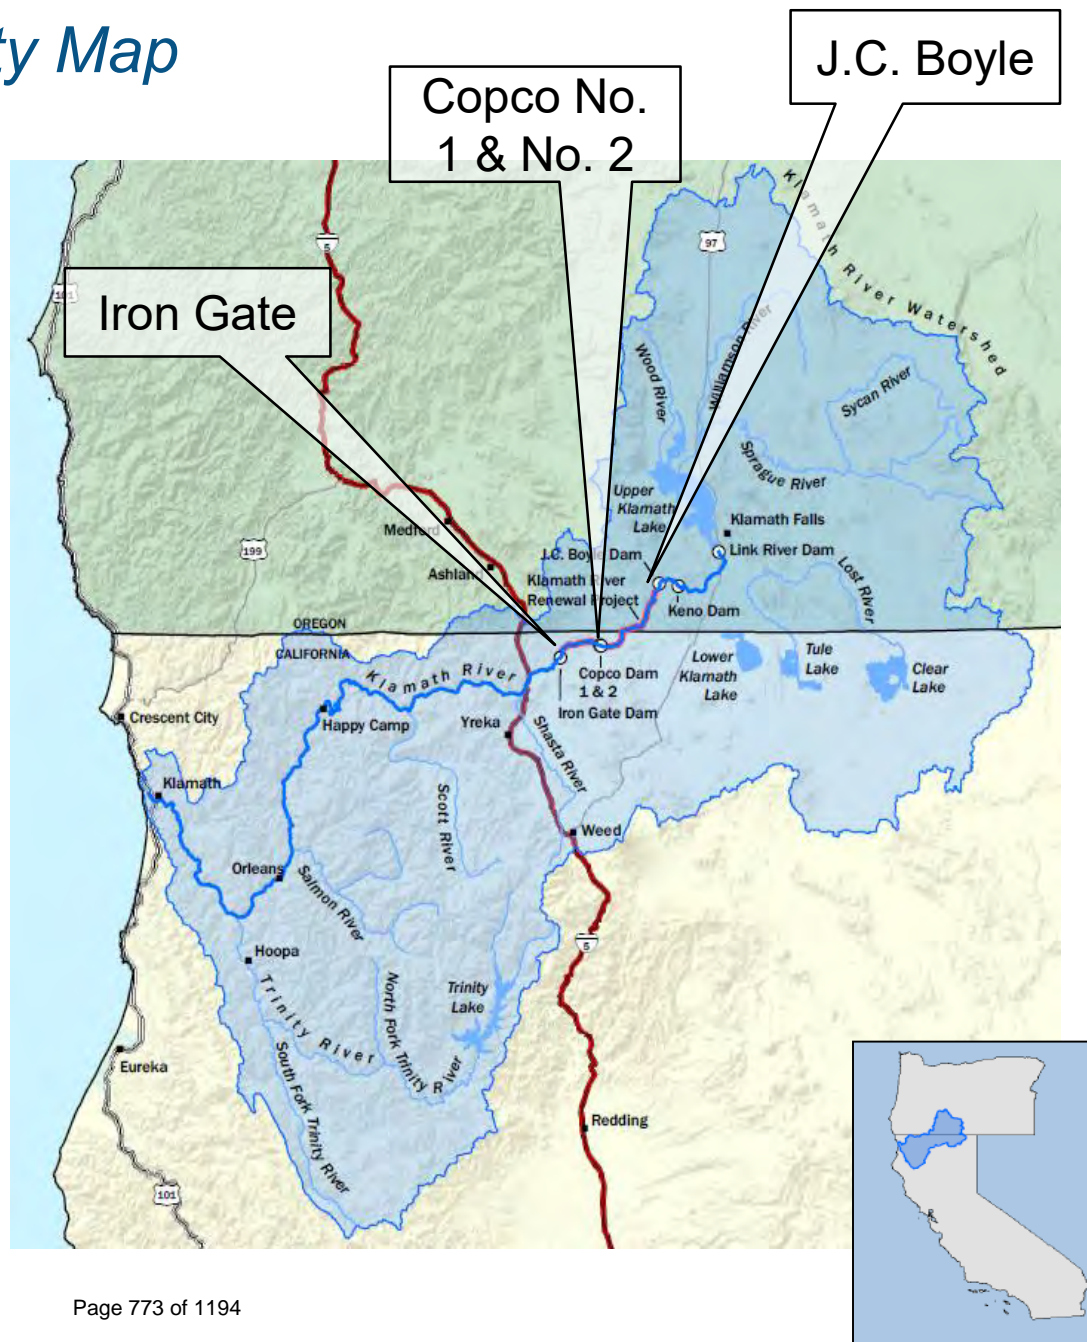 ty Map
J.C. Boyle
Copco No.
1 & No. 2
Iron Gate
Klamath River Watershed
97
5
101
Wood River
Williamson River
Sycan River
Sprague River
Upper
Klamath
Lake
Klamath Falls
Link River Dam
Medford
199
J.C. Boyle Dam
Ashland
Klamath River
Renewal Project
Keno Dam
Lost River
OREGON
CALIFORNIA
Klamath River
Copco Dam
1 & 2
Iron Gate Dam
Lower
Klamath
Lake
Tule
Lake
Clear
Lake
Crescent City
Happy Camp
Yreka
Shasta River
Klamath
Scott River
Weed
Orleans
Salmon River
Hoopa
5
Trinity River
North Fork Trinity River
Trinity
Lake
South Fork Trinity River
Eureka
Redding
101
Page 773 of 1194